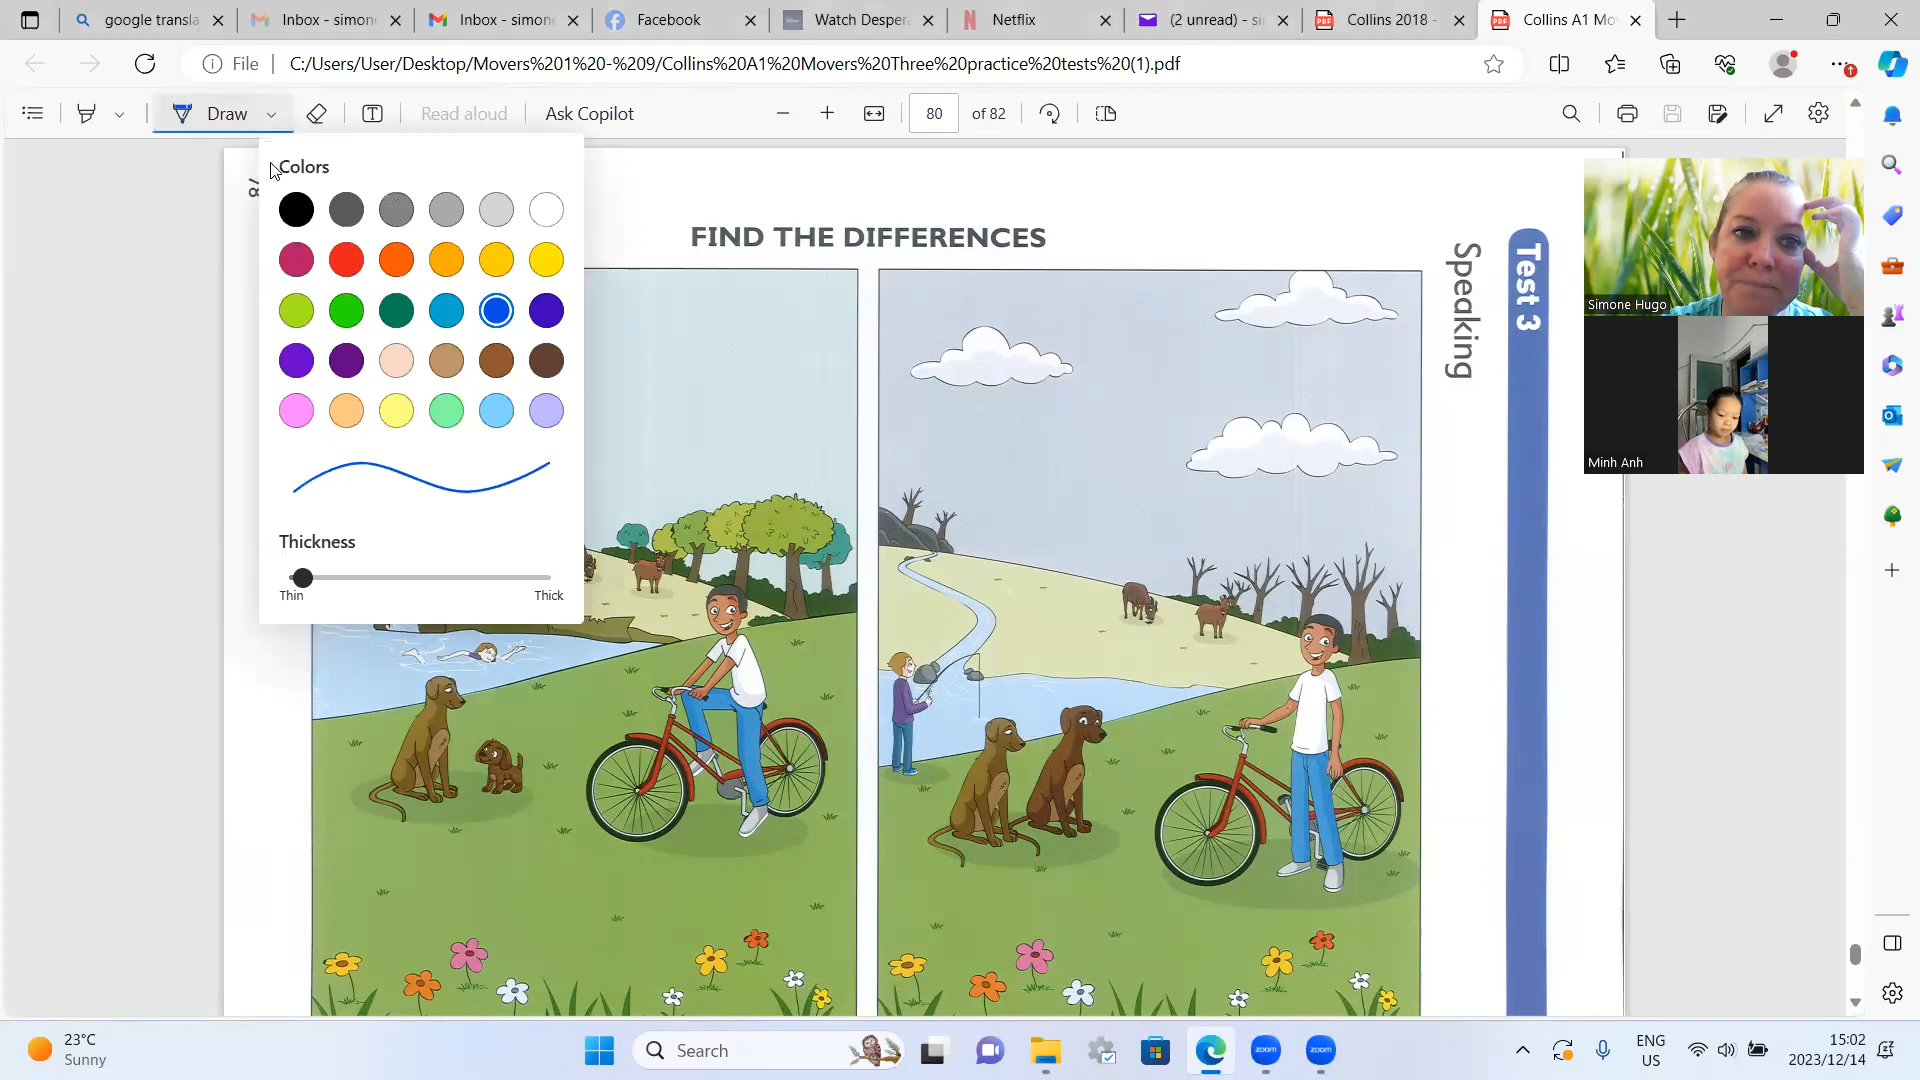 google transla
Inbox - simon
Inbox - simon
Facebook
Watch Despera
Netflix
(2 unread) - si
Collins 2018 -
Collins A1 Mo
File
C:/Users/User/Desktop/Movers%201%20-%209/Collins%20A1%20Movers%20Three%20practice%20tests%20(1).pdf
Draw
Read aloud
Ask Copilot
80
of 82
Colors
Thickness
Thin
Thick
FIND THE DIFFERENCES
Speaking
Test 3
Simone Hugo
Minh Anh
23°C
Sunny
Search
zoom
zoom
ENG
US
15:02
2023/12/14